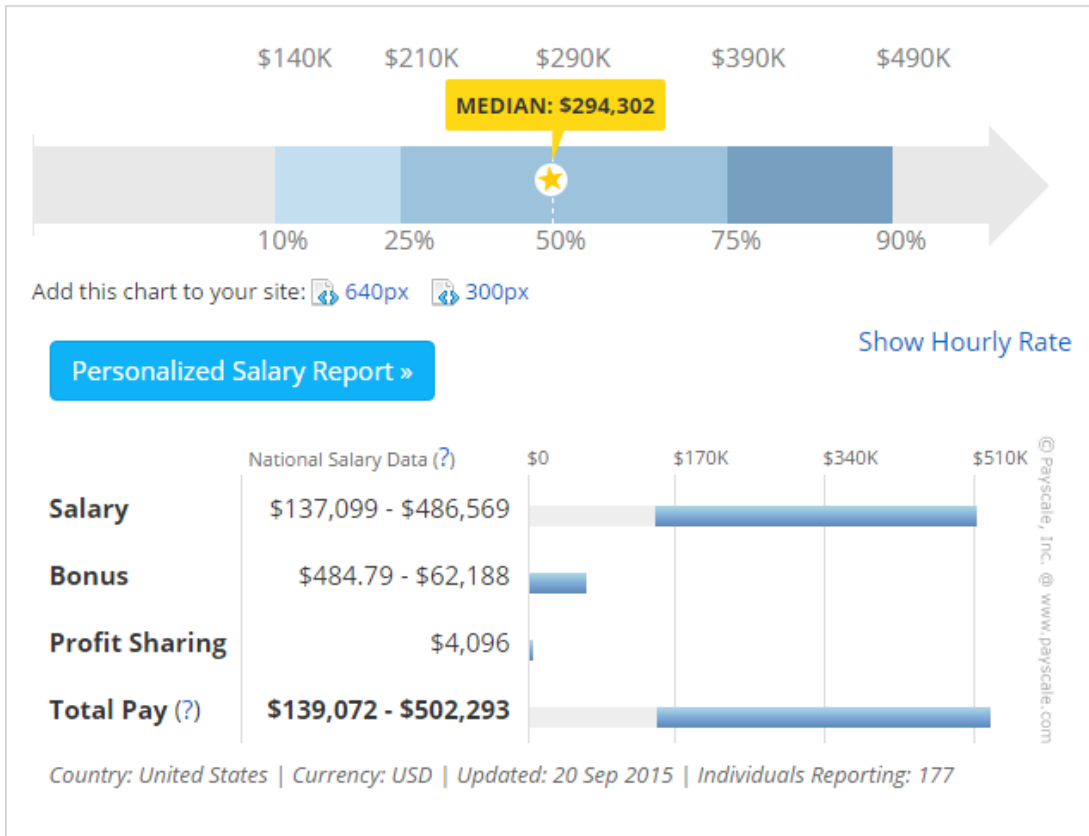 $140K $210K $290K $390K $490K
MEDIAN: $294,302
10% 25% 50% 75% 90%
Add this chart to your site: 640px 300px
Show Hourly Rate
Personalized Salary Report »
National Salary Data (?) $0 $170K $340K $510K
Salary $137,099 - $486,569
Bonus $484.79 - $62,188
Profit Sharing $4,096
Total Pay (?) $139,072 - $502,293
© Payscale, Inc. @ www.payscale.com
Country: United States | Currency: USD | Updated: 20 Sep 2015 | Individuals Reporting: 177